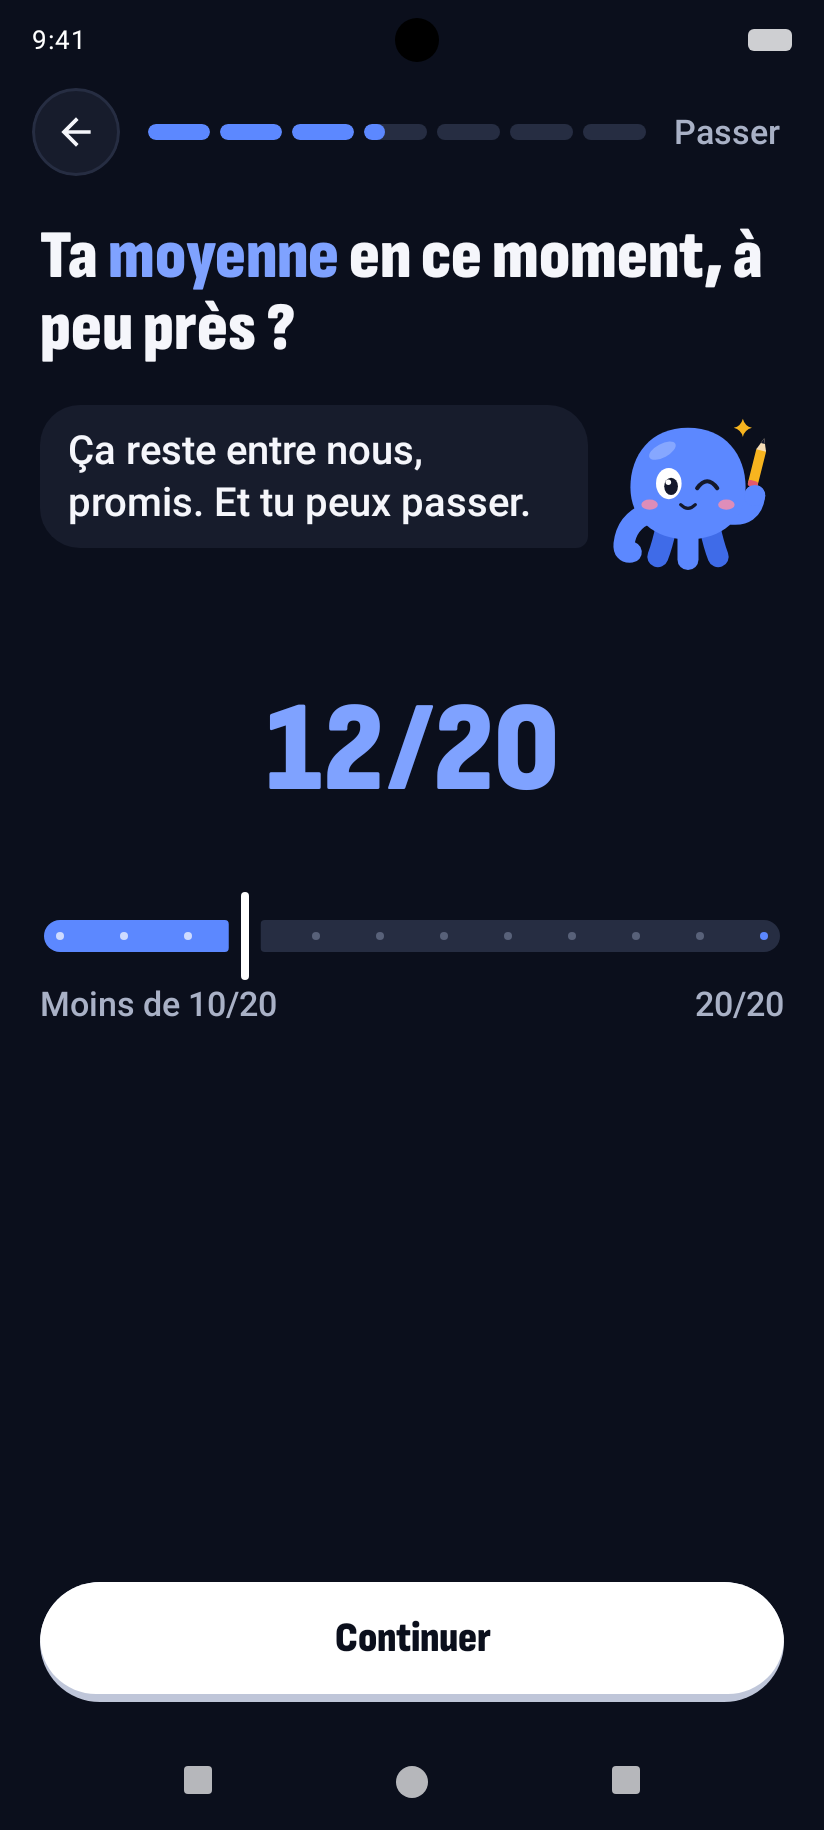 9:41
Passer
Ta moyenne en ce moment, à
peu près ?
Ça reste entre nous,
promis. Et tu peux passer.
12/20
Moins de 10/20
20/20
Continuer